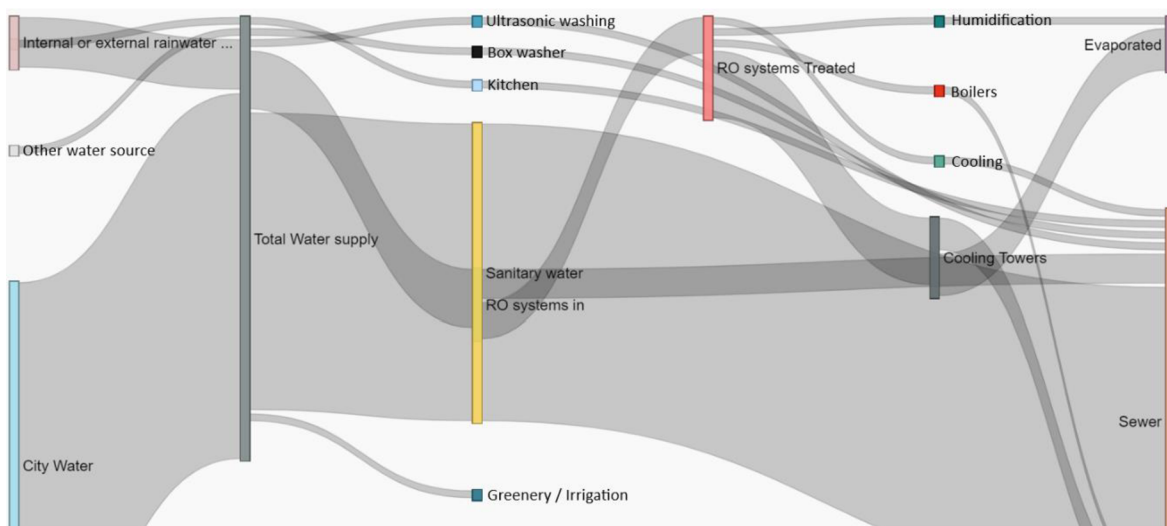 Internal or external rainwater ...
Other water source
City Water
Total Water supply
Ultrasonic washing
Box washer
Kitchen
Sanitary water
RO systems in
Greenery / Irrigation
RO systems Treated
Humidification
Boilers
Cooling
Cooling Towers
Evaporated
Sewer